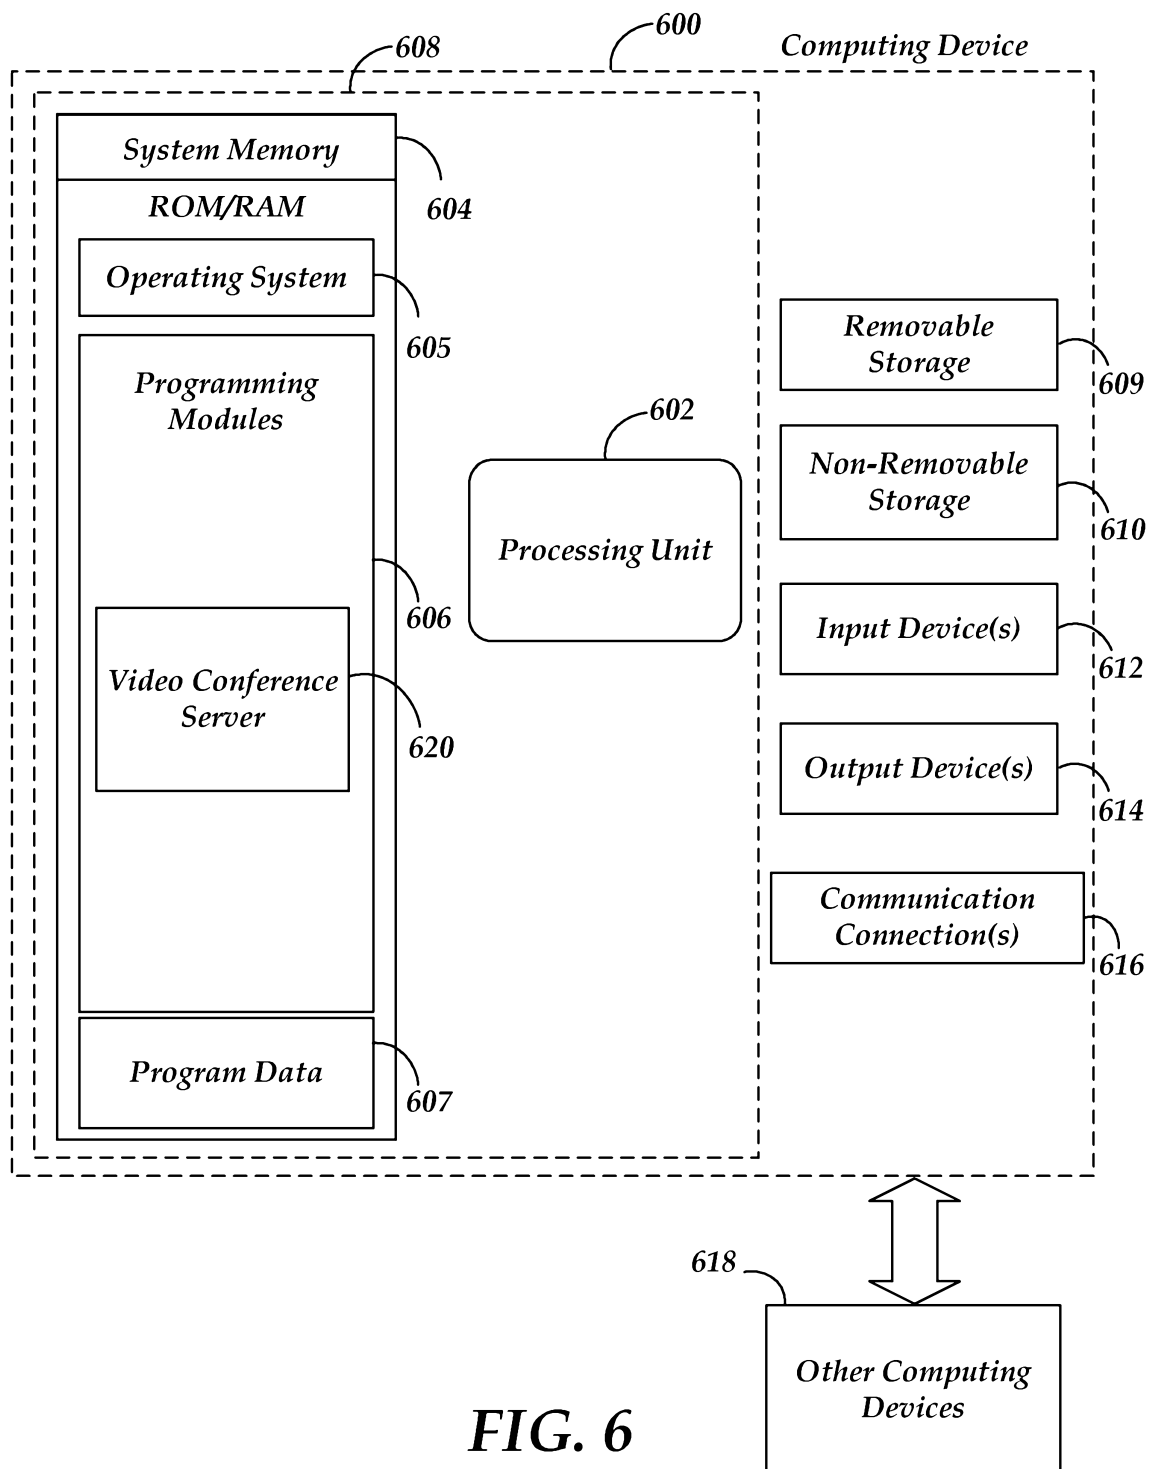 600
Computing Device
608
System Memory
604
ROM/RAM
Operating System
605
Programming
Modules
606
Video Conference
Server
620
Program Data
607
602
Processing Unit
Removable
Storage
609
Non-Removable
Storage
610
Input Device(s)
612
Output Device(s)
614
Communication
Connection(s)
616
618
Other Computing
Devices
FIG. 6